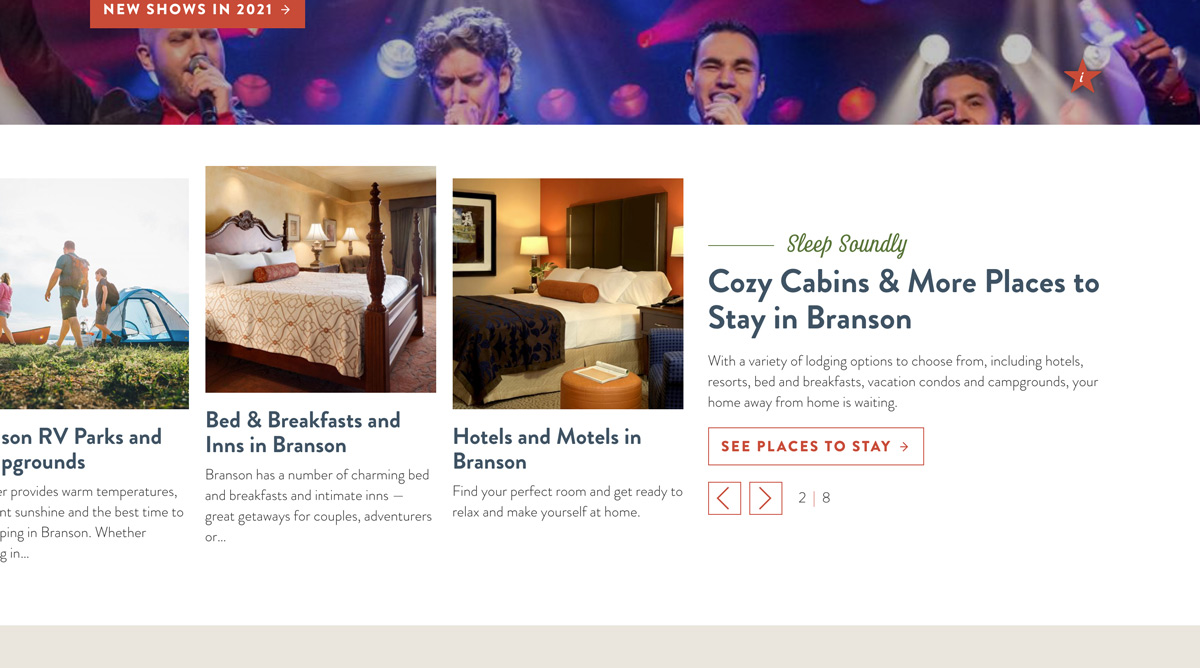 NEW SHOWS IN 2021 →
i
son RV Parks and
pgrounds
er provides warm temperatures,
nt sunshine and the best time to
ping in Branson. Whether
g in...
Bed & Breakfasts and
Inns in Branson
Branson has a number of charming bed
and breakfasts and intimate inns —
great getaways for couples, adventurers
or...
Hotels and Motels in
Branson
Find your perfect room and get ready to
relax and make yourself at home.
Sleep Soundly
Cozy Cabins & More Places to
Stay in Branson
With a variety of lodging options to choose from, including hotels,
resorts, bed and breakfasts, vacation condos and campgrounds, your
home away from home is waiting.
SEE PLACES TO STAY →
2 | 8